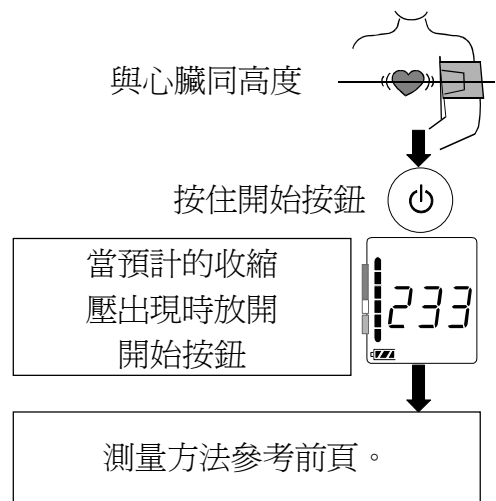 與心臟同高度
按住開始按鈕
當預計的收縮
壓出現時放開
開始按鈕
233
測量方法參考前頁。